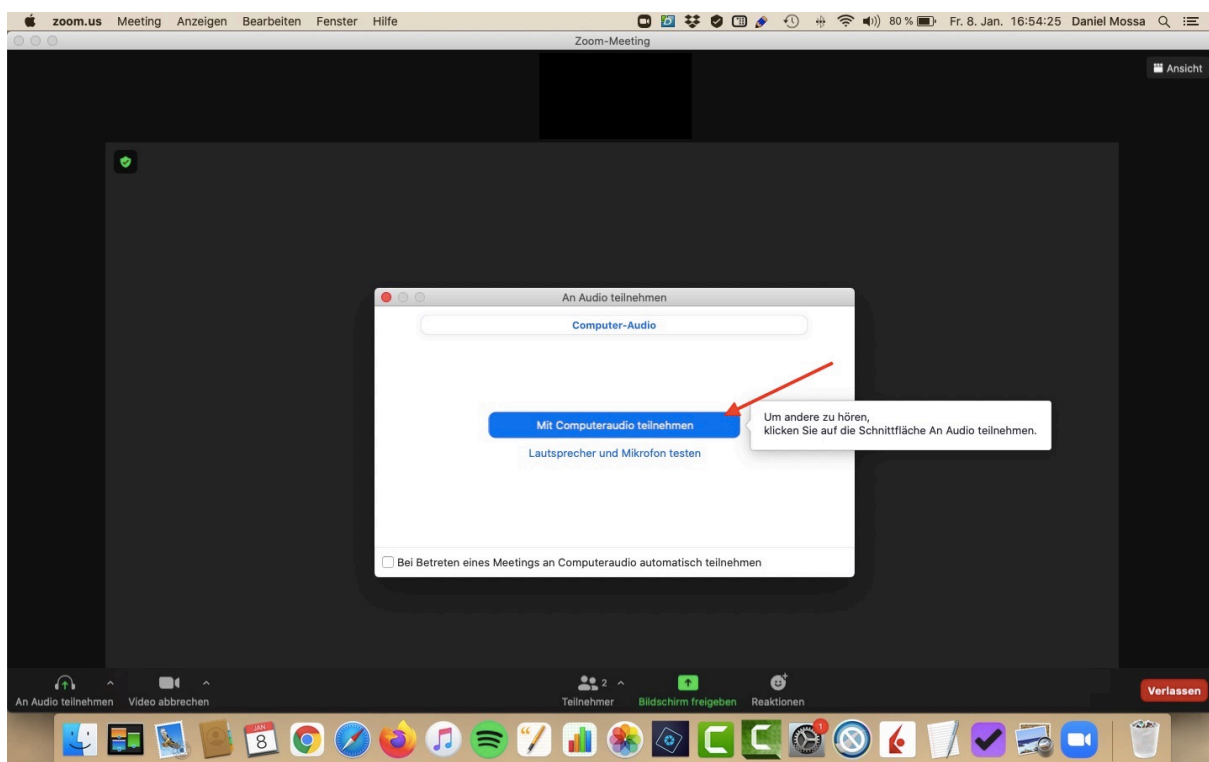 zoom.us Meeting Anzeigen Bearbeiten Fenster Hilfe 80 % Fr. 8. Jan. 16:54:25 Daniel Mossa
Zoom-Meeting
Ansicht
An Audio teilnehmen
Computer-Audio
Mit Computeraudio teilnehmen
Um andere zu hören,
klicken Sie auf die Schnittfläche An Audio teilnehmen.
Lautsprecher und Mikrofon testen
Bei Betreten eines Meetings an Computeraudio automatisch teilnehmen
2
An Audio teilnehmen Video abbrechen Teilnehmer Bildschirm freigeben Reaktionen Verlassen
JAN
8
1